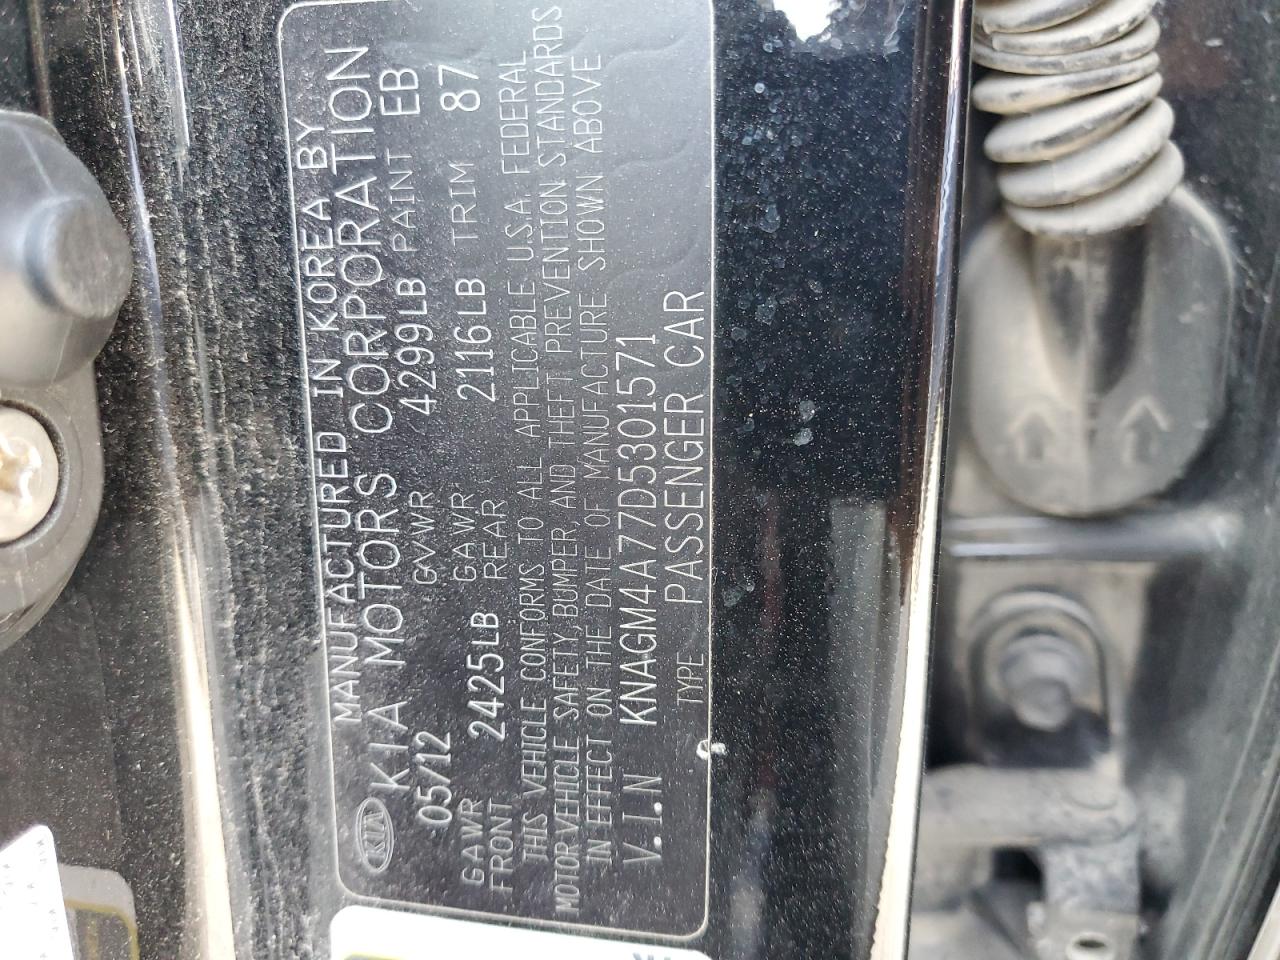 MANUFACTURED IN KOREA BY
KIA KIA MOTORS CORPORATION
05/12 GVWR 4299LB PAINT EB
GAWR FRONT 2425LB GAWR REAR 2116LB TRIM 87
THIS VEHICLE CONFORMS TO ALL APPLICABLE U.S.A. FEDERAL
MOTOR VEHICLE SAFETY, BUMPER, AND THEFT PREVENTION STANDARDS
IN EFFECT ON THE DATE OF MANUFACTURE SHOWN ABOVE
V.I.N KNAGM4A77D5301571
TYPE PASSENGER CAR